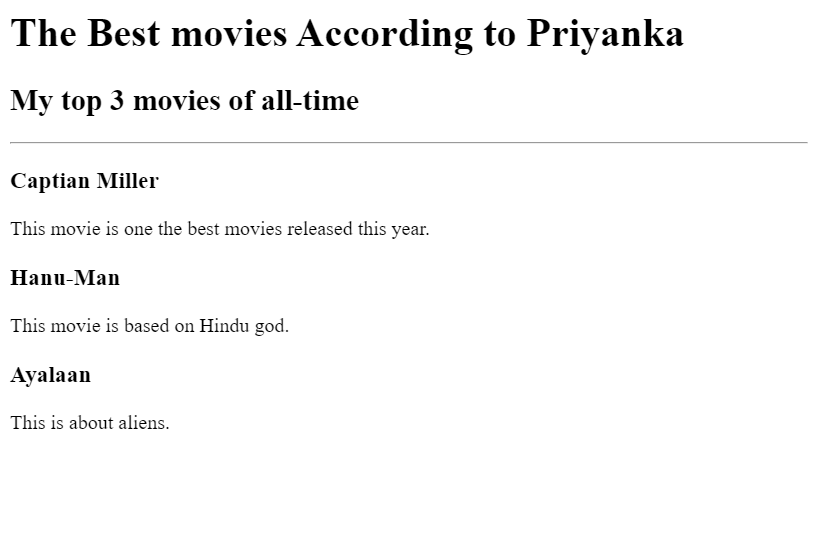 The Best movies According to Priyanka
My top 3 movies of all-time
Captian Miller
This movie is one the best movies released this year.
Hanu-Man
This movie is based on Hindu god.
Ayalaan
This is about aliens.